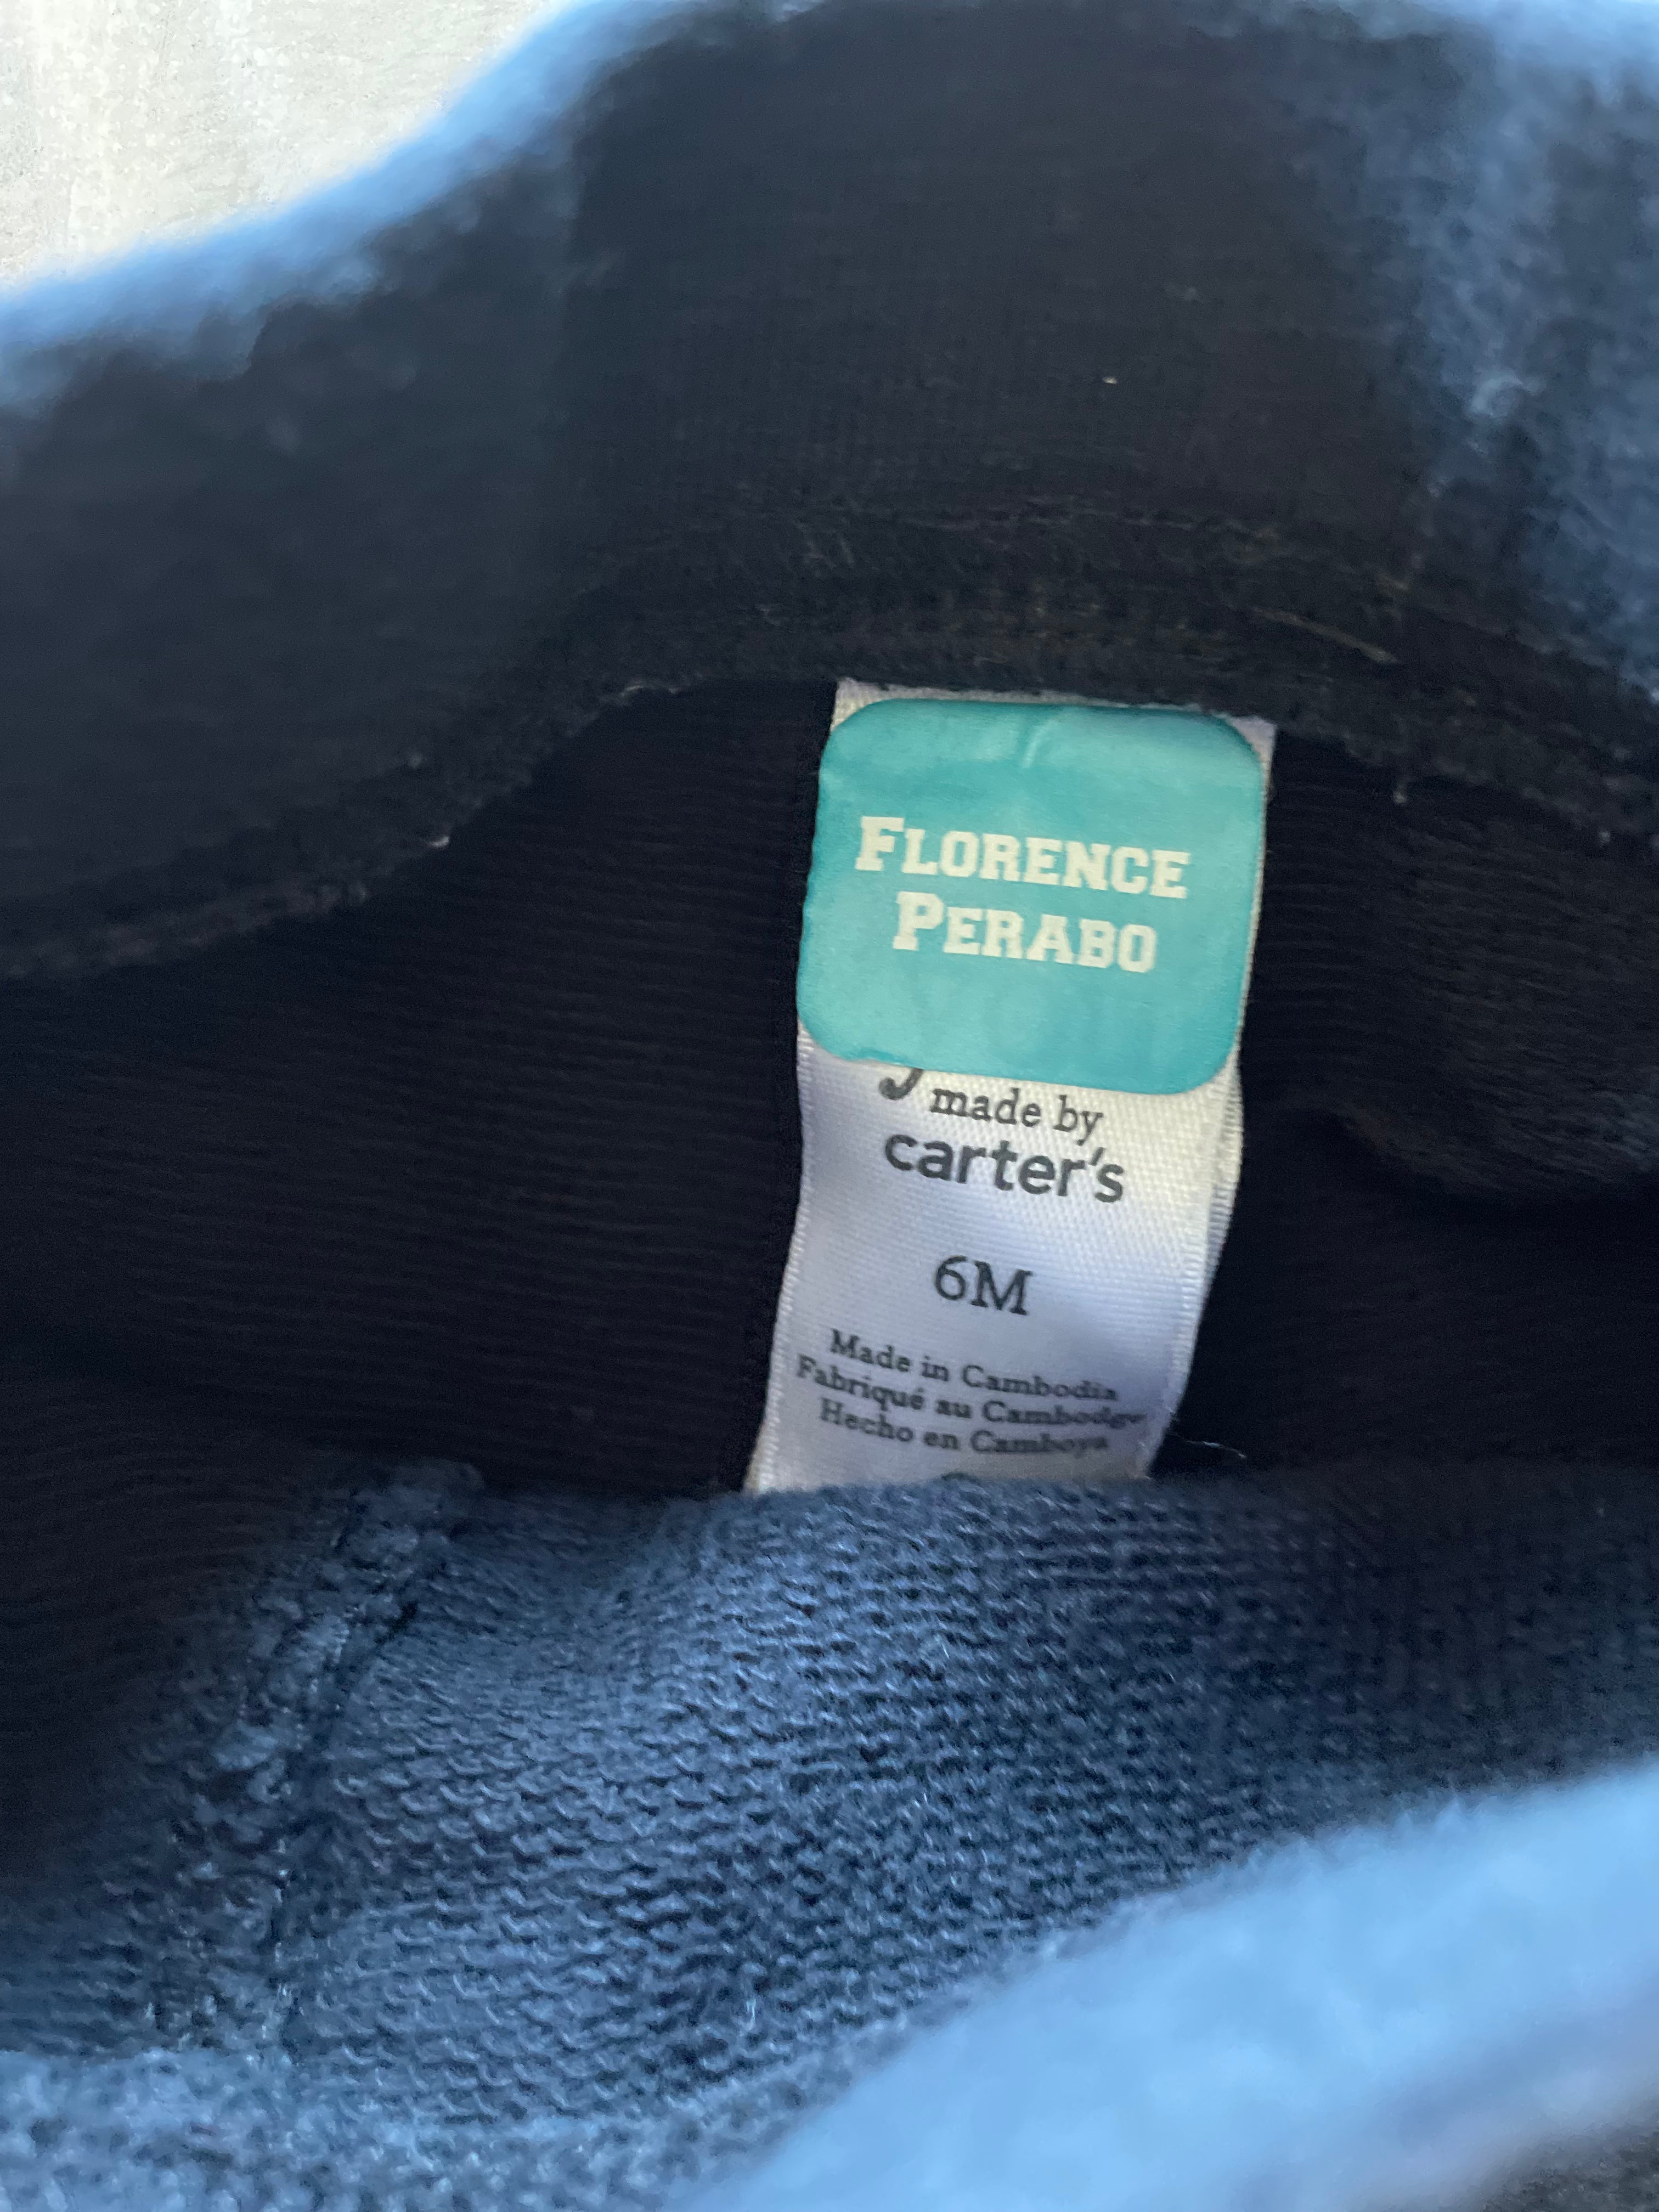 FLORENCE
PERABO
made by
carter's
6M
Made in Cambodia
Fabriqué au Cambodge
Hecho en Camboya